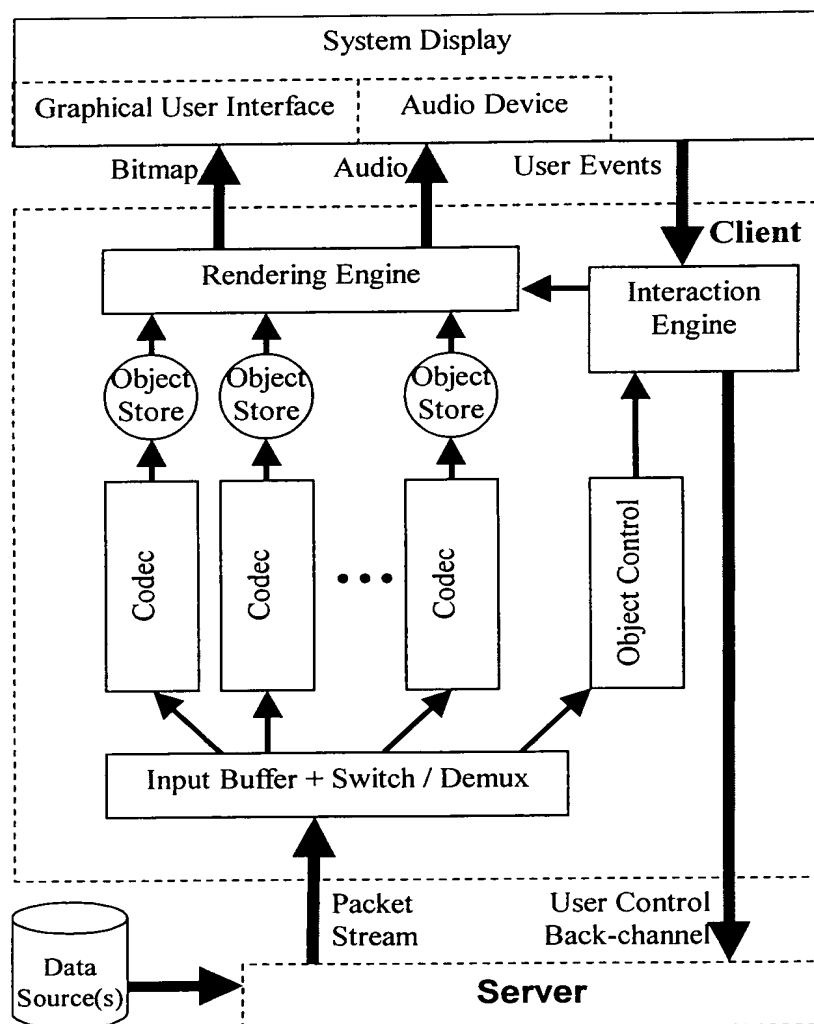 System Display
Graphical User Interface
Audio Device
Bitmap
Audio
User Events
Client
Rendering Engine
Interaction
Engine
Object
Store
Object
Store
Object
Store
Codec
Codec
Codec
Object Control
Input Buffer + Switch / Demux
Packet
Stream
User Control
Back-channel
Data
Source(s)
Server